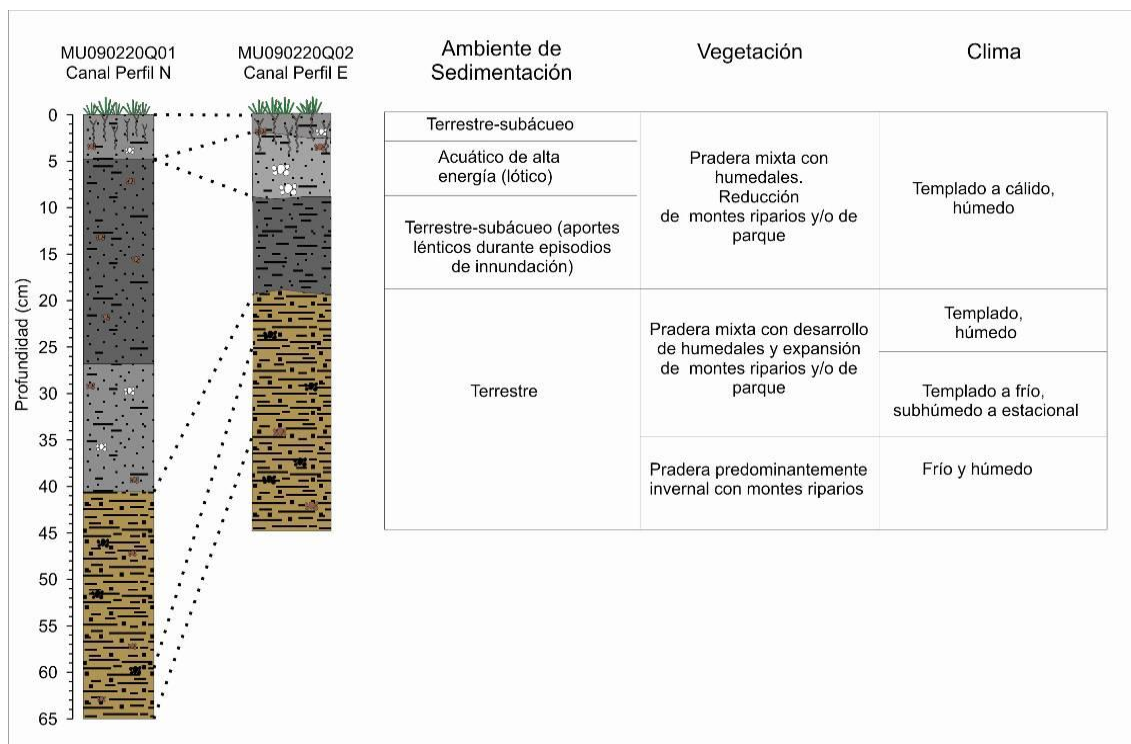 MU090220Q01
Canal Perfil N
MU090220Q02
Canal Perfil E
Ambiente de
Sedimentación
Vegetación
Clima
Profundidad (cm)
0
5
10
15
20
25
30
35
40
45
50
55
60
65
Terrestre-subácueo
Acuático de alta
energía (lótico)
Terrestre-subácueo (aportes
lénticos durante episodios
de innundación)
Terrestre
Pradera mixta con
humedales.
Reducción
de montes riparios y/o de
parque
Pradera mixta con desarrollo
de humedales y expansión
de montes riparios y/o de
parque
Pradera predominantemente
invernal con montes riparios
Templado a cálido,
húmedo
Templado,
húmedo
Templado a frío,
subhúmedo a estacional
Frío y húmedo